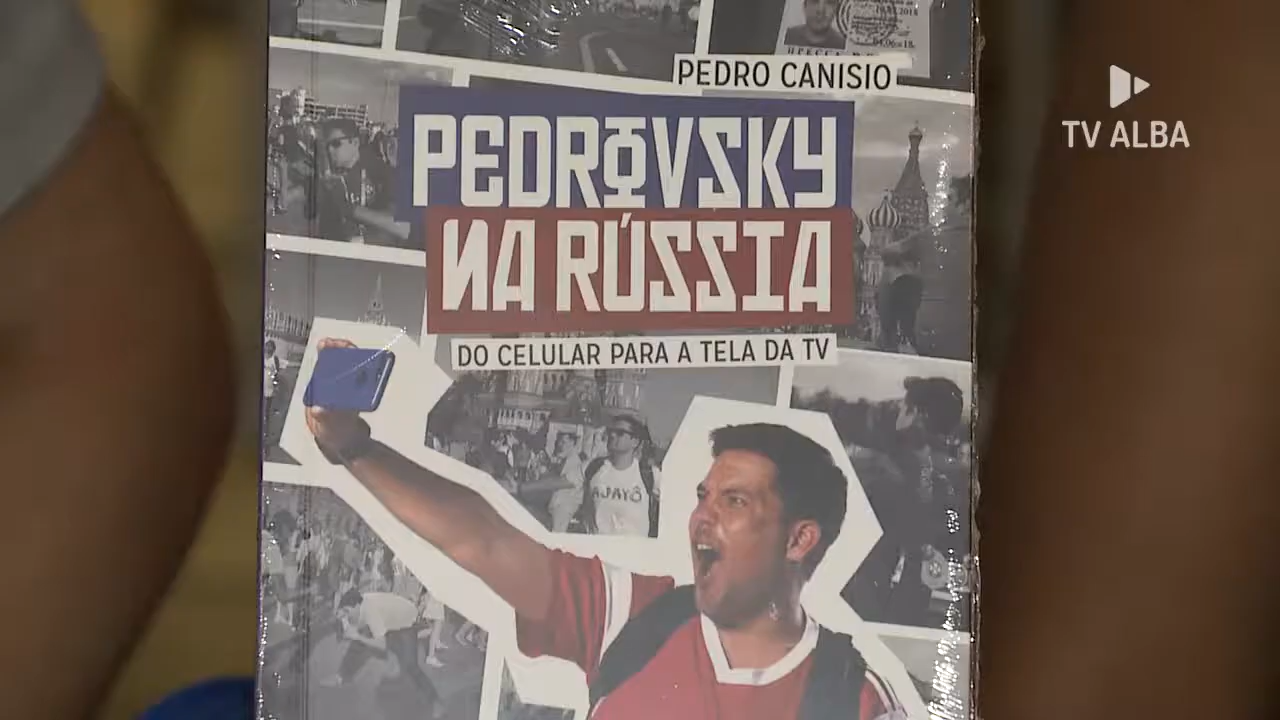 PEDRO CANISIO
TV ALBA
PEDROVSKY
NA RÚSSIA
DO CELULAR PARA A TELA DA TV
AJAYÔ